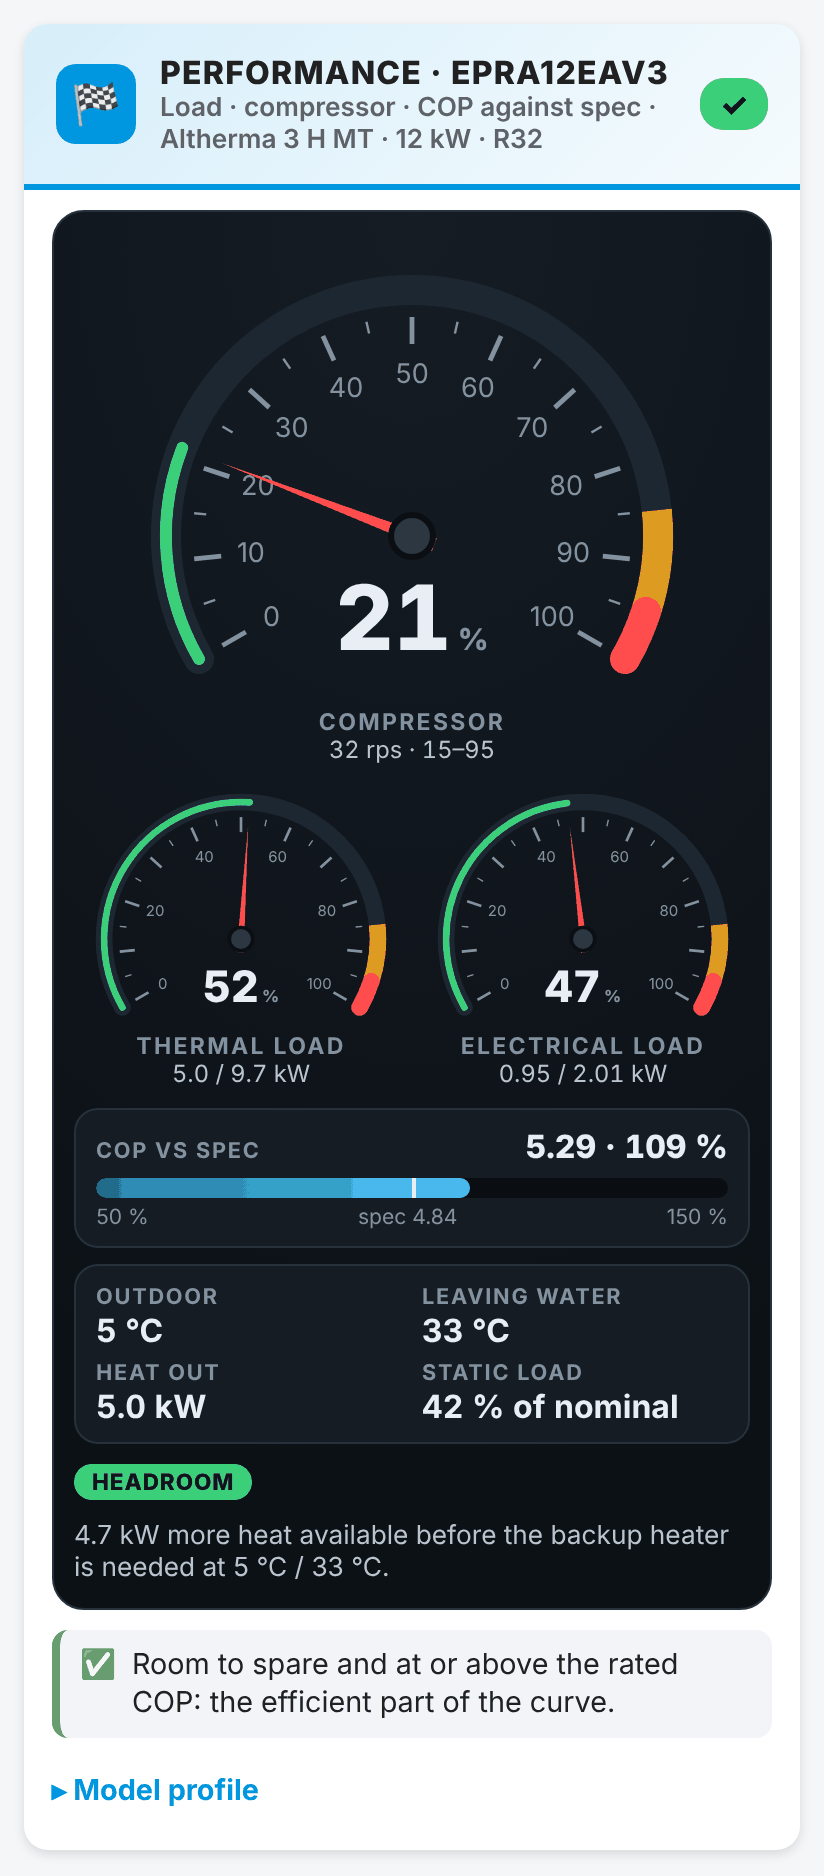 PERFORMANCE · EPRA12EAV3
Load · compressor · COP against spec ·
Altherma 3 H MT · 12 kW · R32
0
10
20
30
40
50
60
70
80
90
100
21 %
COMPRESSOR
32 rps · 15–95
0
20
40
60
80
100
52 %
THERMAL LOAD
5.0 / 9.7 kW
0
20
40
60
80
100
47 %
ELECTRICAL LOAD
0.95 / 2.01 kW
COP VS SPEC
5.29 · 109 %
50 %
spec 4.84
150 %
OUTDOOR
5 °C
LEAVING WATER
33 °C
HEAT OUT
5.0 kW
STATIC LOAD
42 % of nominal
HEADROOM
4.7 kW more heat available before the backup heater
is needed at 5 °C / 33 °C.
Room to spare and at or above the rated
COP: the efficient part of the curve.
▸ Model profile